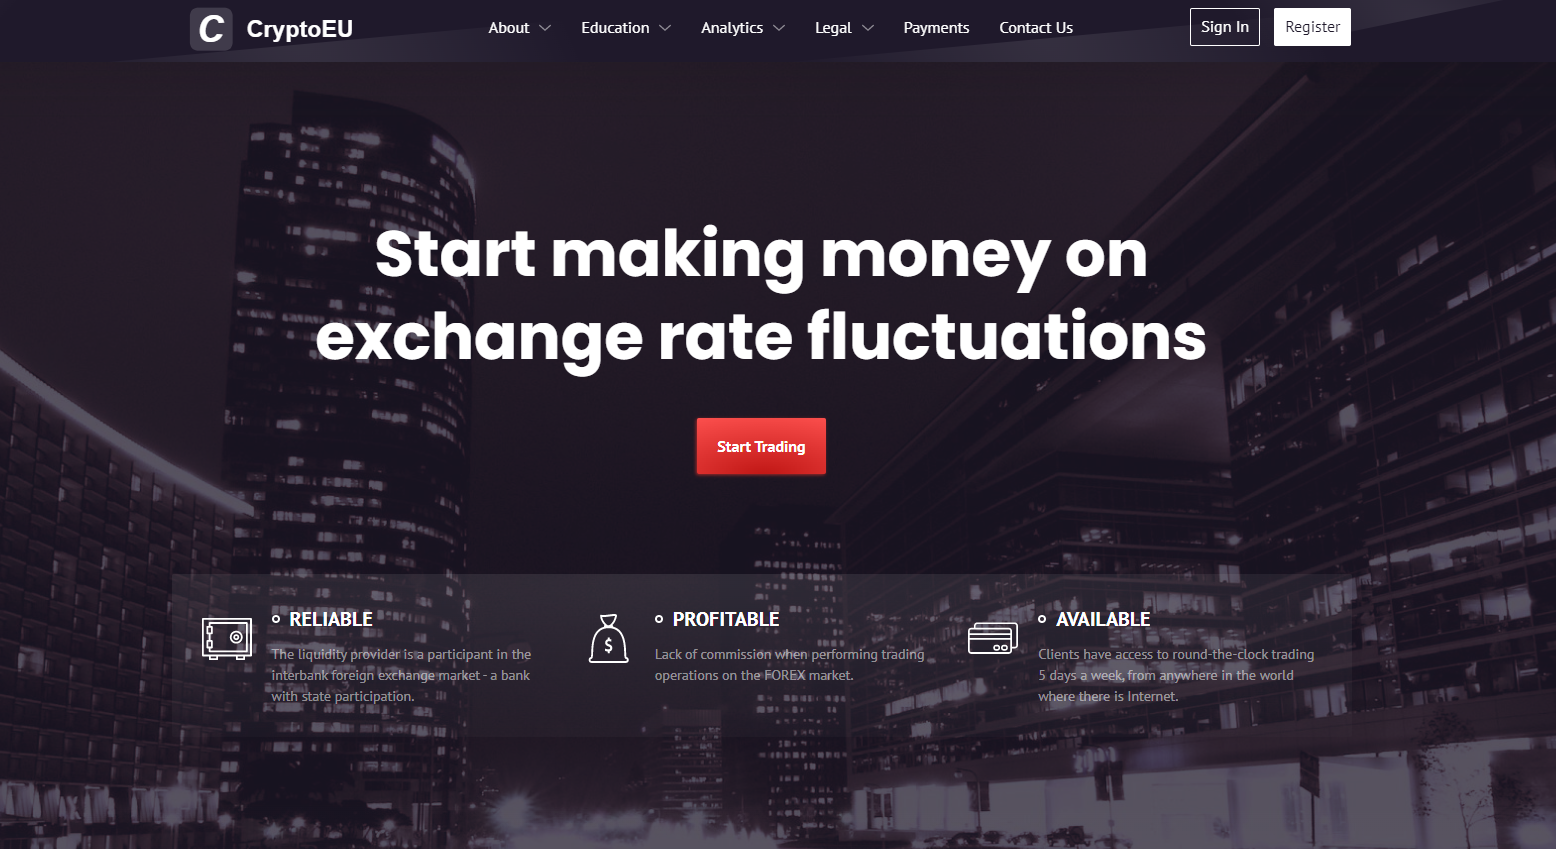 C CryptoEU
About
Education
Analytics
Legal
Payments
Contact Us
Sign In
Register
Start making money on
exchange rate fluctuations
Start Trading
RELIABLE
The liquidity provider is a participant in the
interbank foreign exchange market - a bank
with state participation.
$
PROFITABLE
Lack of commission when performing trading
operations on the FOREX market.
AVAILABLE
Clients have access to round-the-clock trading
5 days a week, from anywhere in the world
where there is Internet.